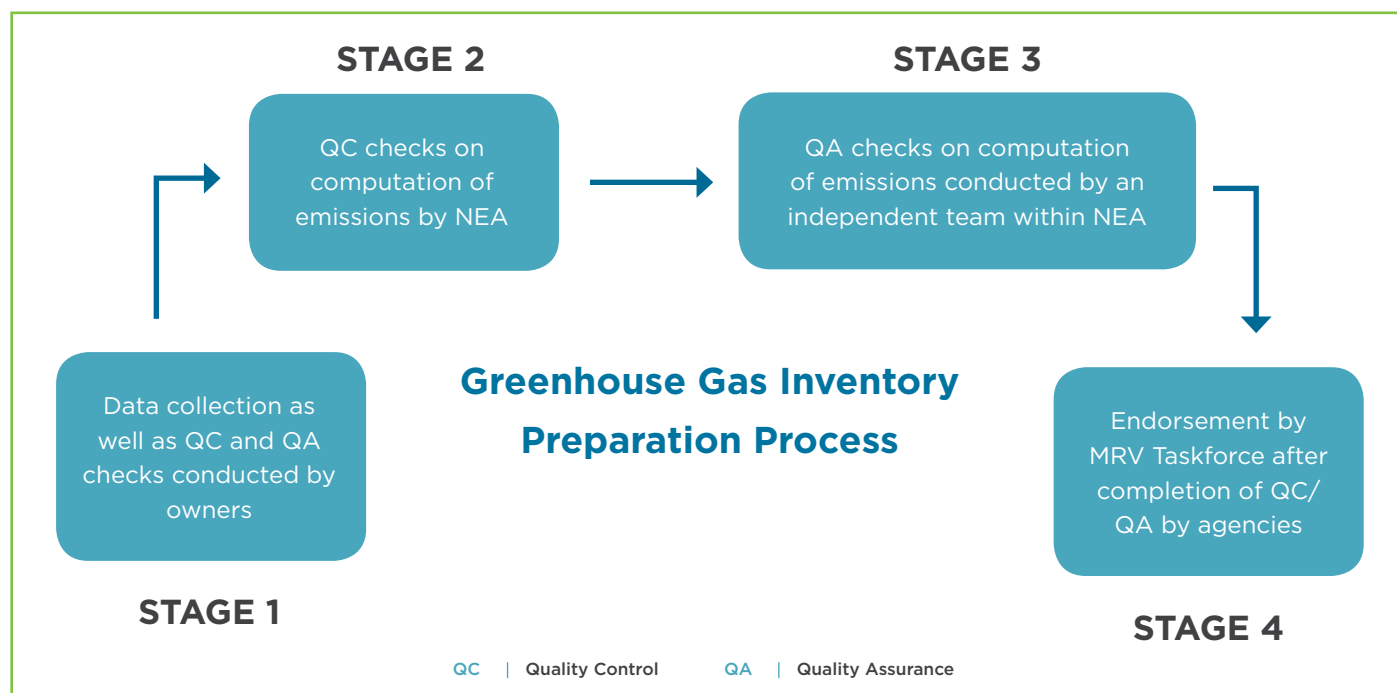 STAGE 1
Data collection as
well as QC and QA
checks conducted by
owners
STAGE 2
QC checks on
computation of
emissions by NEA
STAGE 3
QA checks on computation
of emissions conducted by an
independent team within NEA
STAGE 4
Endorsement by
MRV Taskforce after
completion of QC/
QA by agencies
Greenhouse Gas Inventory
Preparation Process
QC | Quality Control QA | Quality Assurance